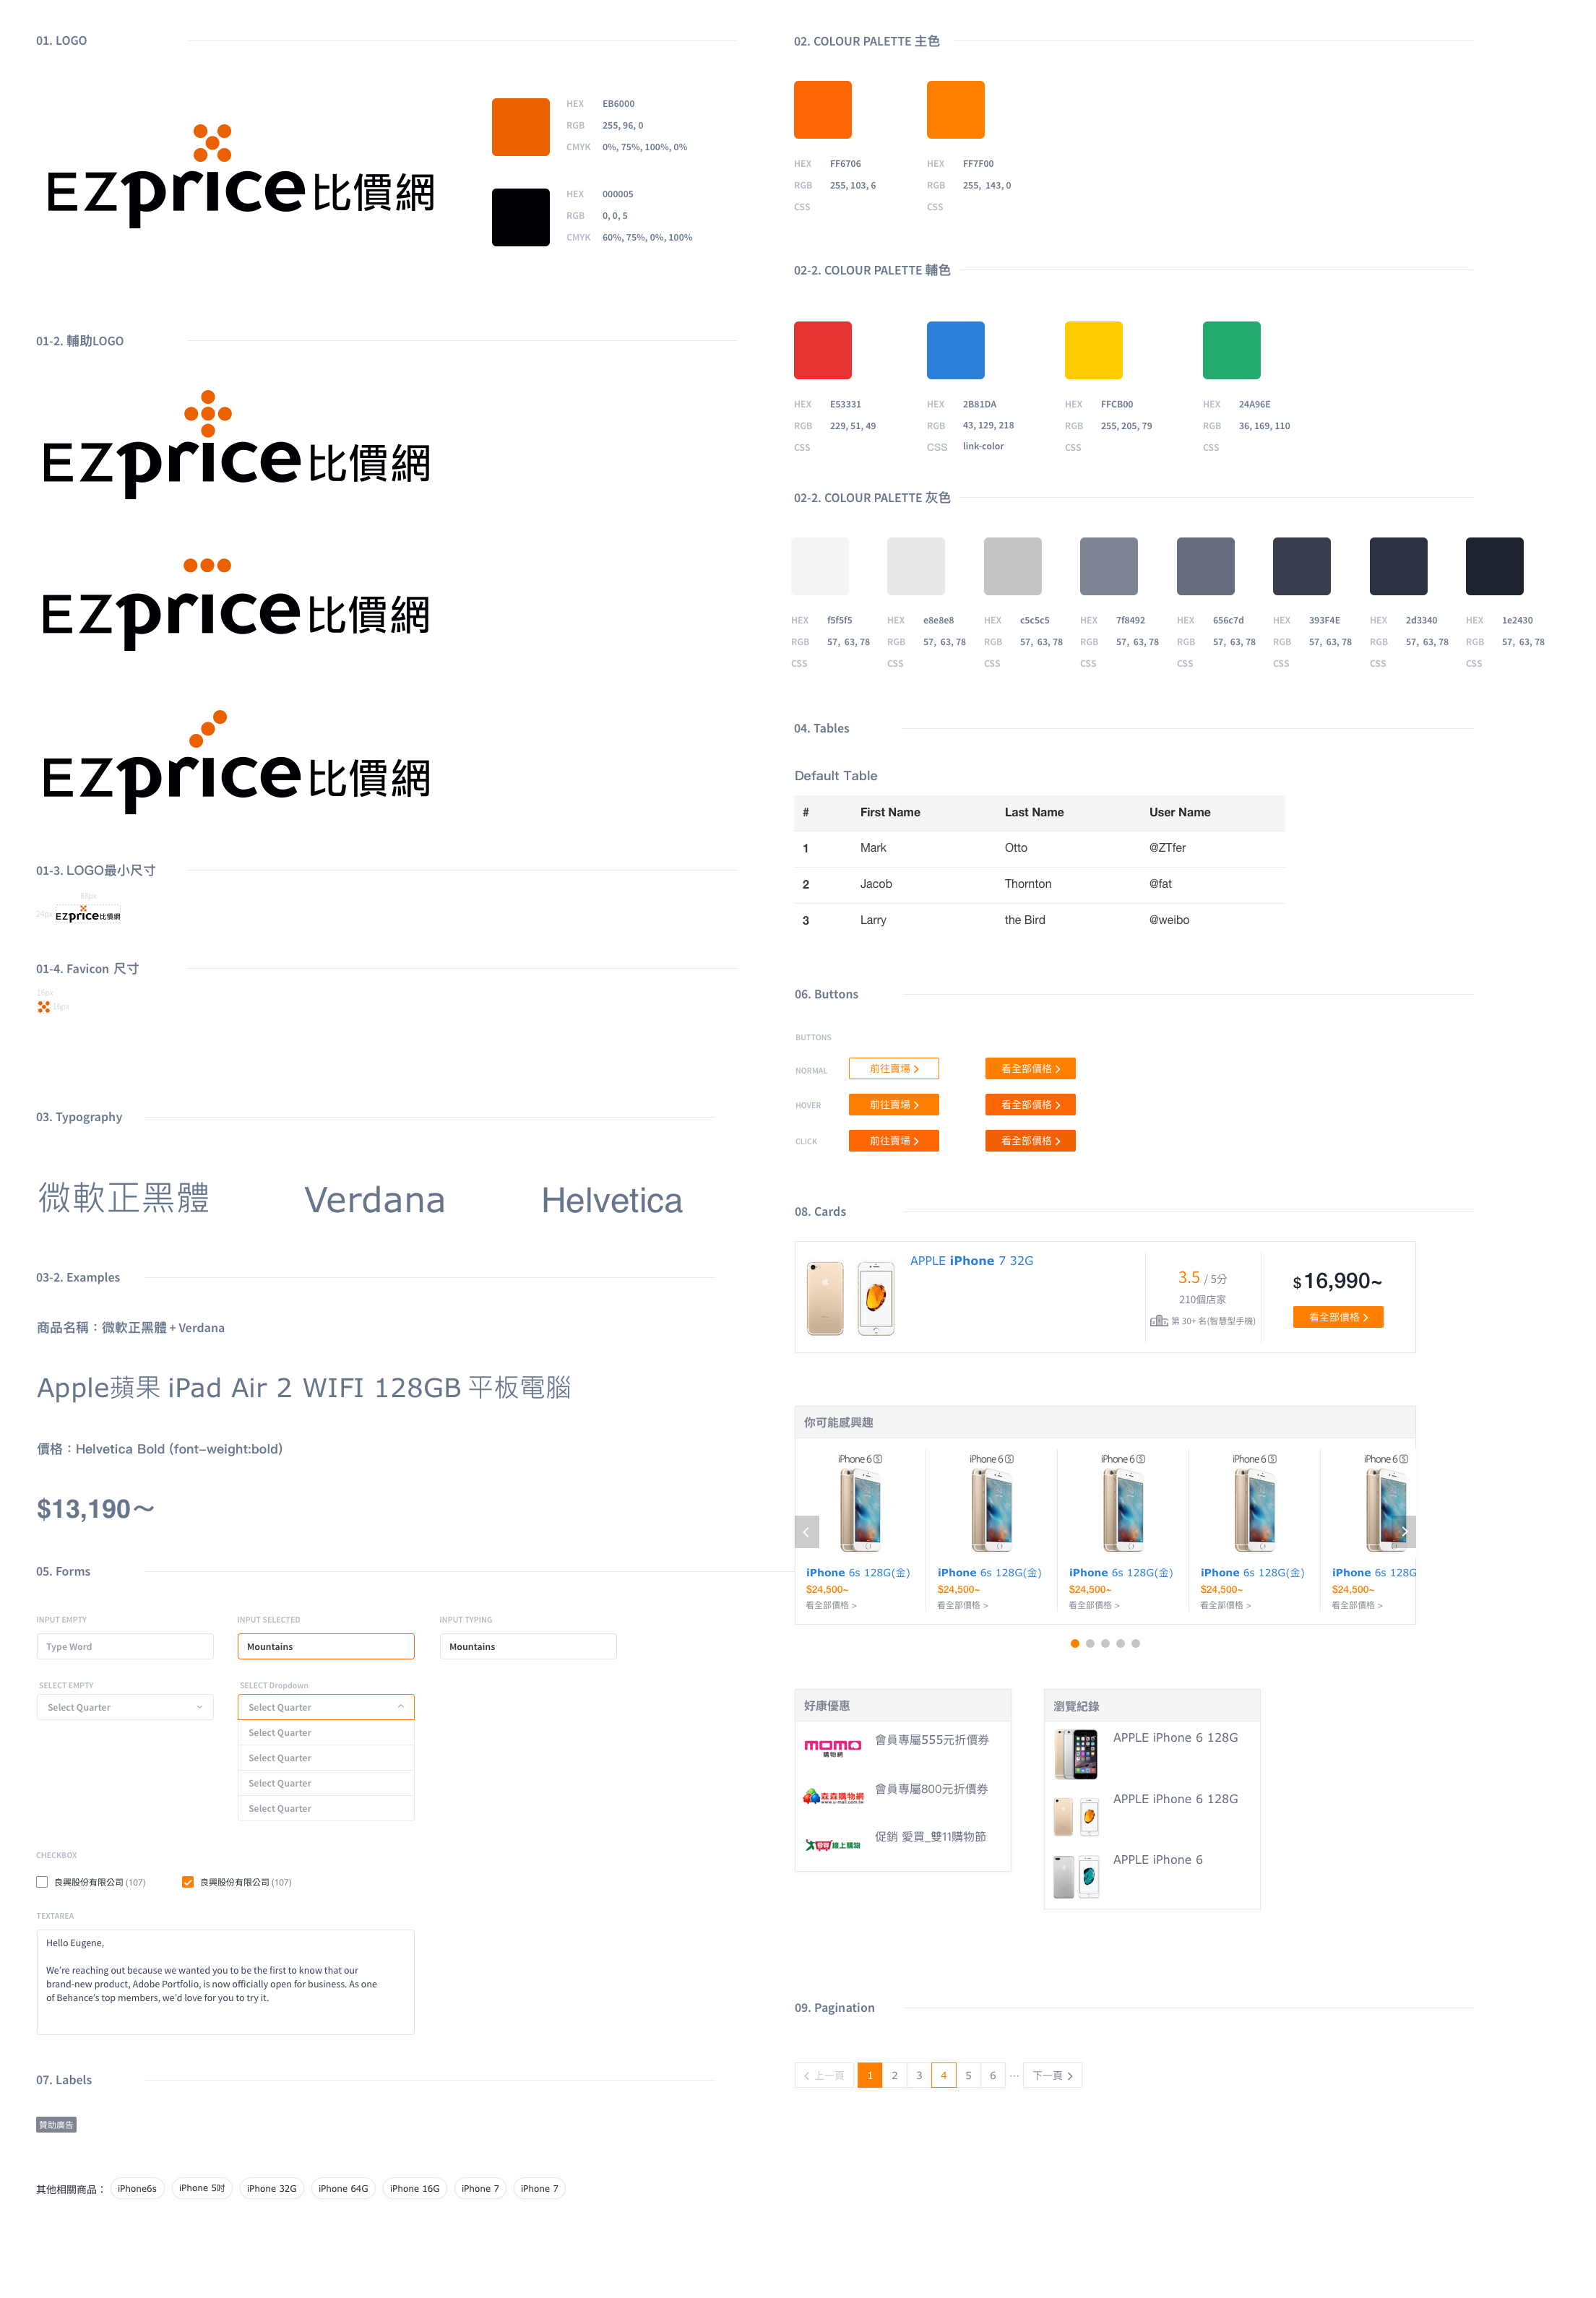 01. LOGO
EZprice比價網
HEX EB6000
RGB 255, 96, 0
CMYK 0%, 75%, 100%, 0%
HEX 000005
RGB 0, 0, 5
CMYK 60%, 75%, 0%, 100%
01-2. 輔助LOGO
EZprice比價網
EZprice比價網
EZprice比價網
01-3. LOGO最小尺寸
88px
24px
EZprice比價網
01-4. Favicon 尺寸
16px
16px
03. Typography
微軟正黑體 Verdana Helvetica
03-2. Examples
商品名稱：微軟正黑體 + Verdana
Apple蘋果 iPad Air 2 WIFI 128GB 平板電腦
價格：Helvetica Bold (font-weight:bold)
$13,190～
05. Forms
INPUT EMPTY INPUT SELECTED INPUT TYPING
Type Word Mountains Mountains
SELECT EMPTY SELECT Dropdown
Select Quarter Select Quarter
Select Quarter
Select Quarter
Select Quarter
Select Quarter
CHECKBOX
良興股份有限公司 (107) 良興股份有限公司 (107)
TEXTAREA
Hello Eugene,
We're reaching out because we wanted you to be the first to know that our
brand-new product, Adobe Portfolio, is now officially open for business. As one
of Behance's top members, we'd love for you to try it.
07. Labels
贊助廣告
其他相關商品： iPhone6s iPhone 5吋 iPhone 32G iPhone 64G iPhone 16G iPhone 7 iPhone 7
02. COLOUR PALETTE 主色
HEX FF6706 HEX FF7F00
RGB 255, 103, 6 RGB 255, 143, 0
CSS CSS
02-2. COLOUR PALETTE 輔色
HEX E53331 HEX 2B81DA HEX FFCB00 HEX 24A96E
RGB 229, 51, 49 RGB 43, 129, 218 RGB 255, 205, 79 RGB 36, 169, 110
CSS CSS link-color CSS CSS
02-2. COLOUR PALETTE 灰色
HEX f5f5f5 HEX e8e8e8 HEX c5c5c5 HEX 7f8492 HEX 656c7d HEX 393F4E HEX 2d3340 HEX 1e2430
RGB 57, 63, 78 RGB 57, 63, 78 RGB 57, 63, 78 RGB 57, 63, 78 RGB 57, 63, 78 RGB 57, 63, 78 RGB 57, 63, 78 RGB 57, 63, 78
CSS CSS CSS CSS CSS CSS CSS CSS
04. Tables
Default Table
# First Name Last Name User Name
1 Mark Otto @ZTfer
2 Jacob Thornton @fat
3 Larry the Bird @weibo
06. Buttons
BUTTONS
NORMAL 前往賣場 > 看全部價格 >
HOVER 前往賣場 > 看全部價格 >
CLICK 前往賣場 > 看全部價格 >
08. Cards
APPLE iPhone 7 32G
3.5 / 5分
210個店家
第 30+ 名(智慧型手機)
$16,990~
看全部價格 >
你可能感興趣
iPhone 6s iPhone 6s iPhone 6s iPhone 6s iPhone 6s
iPhone 6s 128G(金) iPhone 6s 128G(金) iPhone 6s 128G(金) iPhone 6s 128G(金) iPhone 6s 128G
$24,500~ $24,500~ $24,500~ $24,500~ $24,500~
看全部價格 > 看全部價格 > 看全部價格 > 看全部價格 > 看全部價格 >
好康優惠
momo 購物網 會員專屬555元折價券
森森購物網 www.u-mall.com.tw 會員專屬800元折價券
愛買 線上購物 促銷 愛買_雙11購物節
瀏覽紀錄
APPLE iPhone 6 128G
APPLE iPhone 6 128G
APPLE iPhone 6
09. Pagination
< 上一頁 1 2 3 4 5 6 ... 下一頁 >